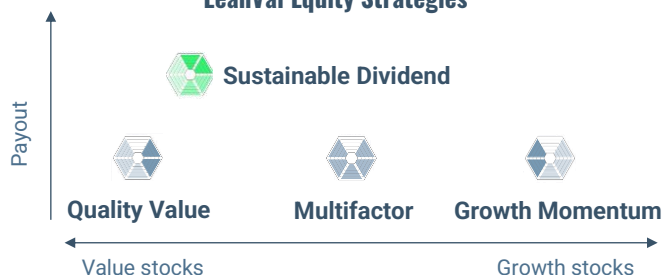 LeanVal Equity Strategies
Sustainable Dividend
Payout
Quality Value
Multifactor
Growth Momentum
Value stocks
Growth stocks